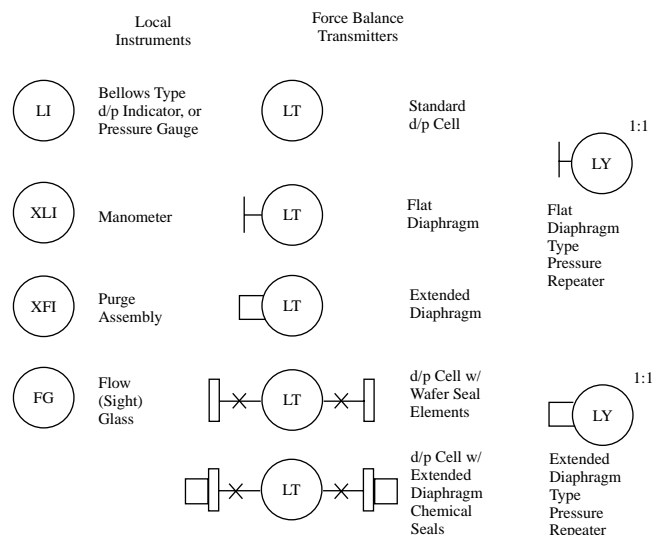 Local
Instruments
Force Balance
Transmitters
LI
Bellows Type
d/p Indicator, or
Pressure Gauge
LT
Standard
d/p Cell
1:1
LY
Flat
Diaphragm
Type
Pressure
Repeater
XLI
Manometer
LT
Flat
Diaphragm
XFI
Purge
Assembly
LT
Extended
Diaphragm
FG
Flow
(Sight)
Glass
LT
d/p Cell w/
Wafer Seal
Elements
1:1
LY
Extended
Diaphragm
Type
Pressure
Repeater
LT
d/p Cell w/
Extended
Diaphragm
Chemical
Seals